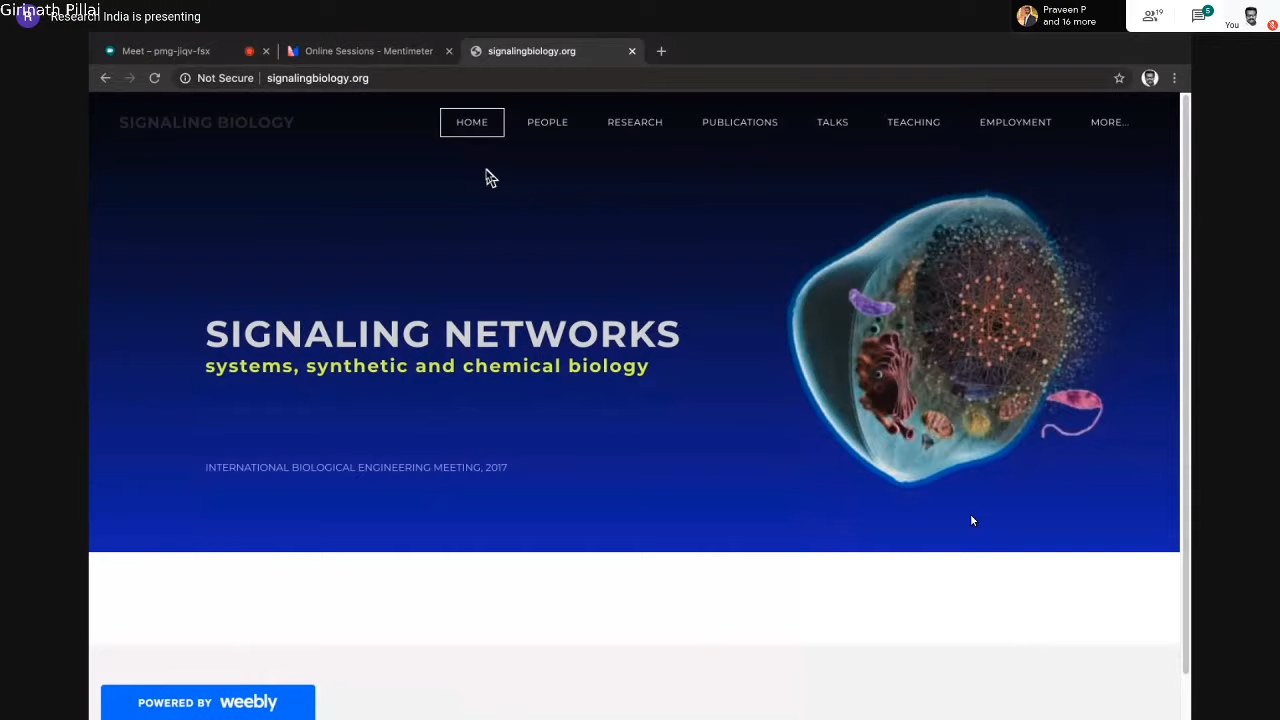 Girinath Pillai
R Research India is presenting
Praveen P
and 16 more
19
5
You
Meet – pmg-jiqv-fsx
Online Sessions - Mentimeter
signalingbiology.org
Not Secure
signalingbiology.org
SIGNALING BIOLOGY
HOME
PEOPLE
RESEARCH
PUBLICATIONS
TALKS
TEACHING
EMPLOYMENT
MORE...
SIGNALING NETWORKS
systems, synthetic and chemical biology
INTERNATIONAL BIOLOGICAL ENGINEERING MEETING, 2017
POWERED BY weebly